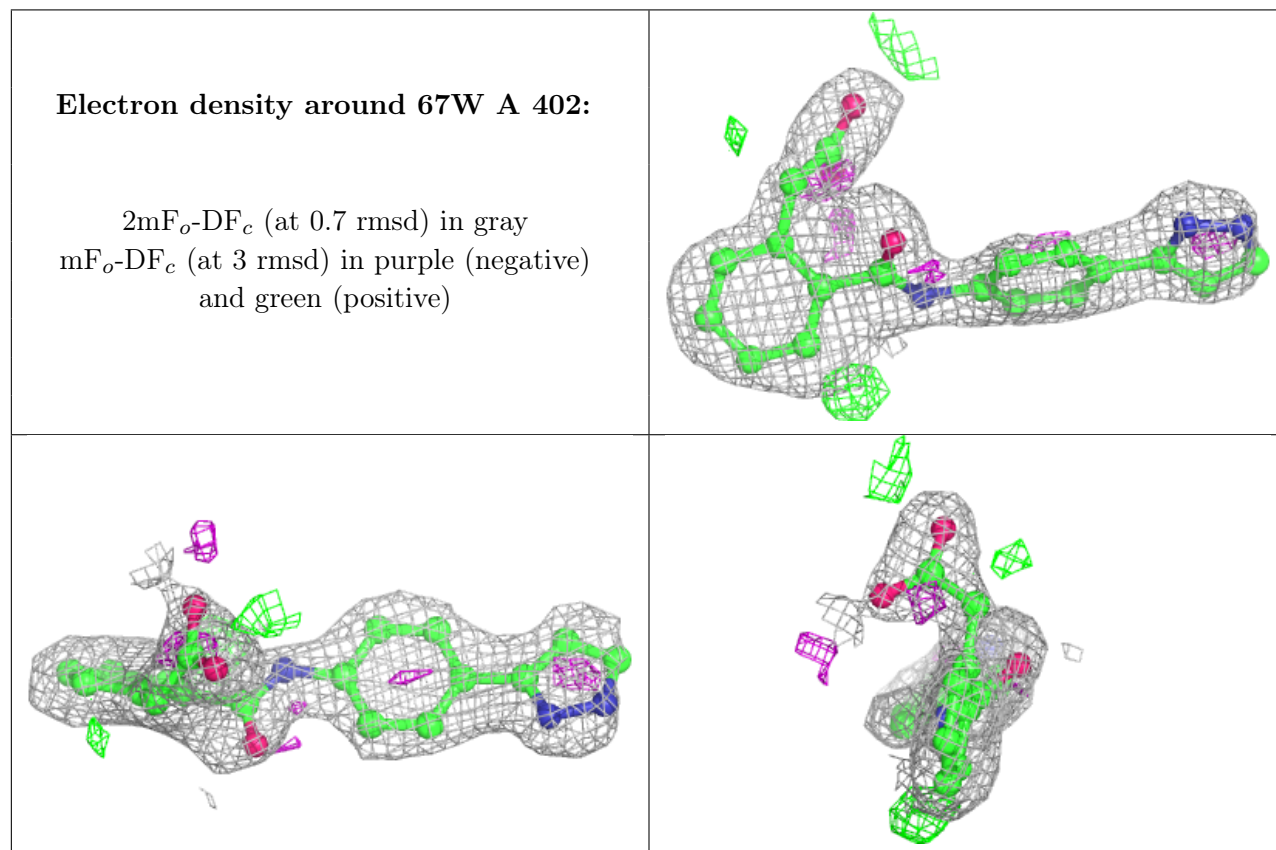 Electron density around 67W A 402:
2mFo-DFc (at 0.7 rmsd) in gray
mFo-DFc (at 3 rmsd) in purple (negative)
and green (positive)